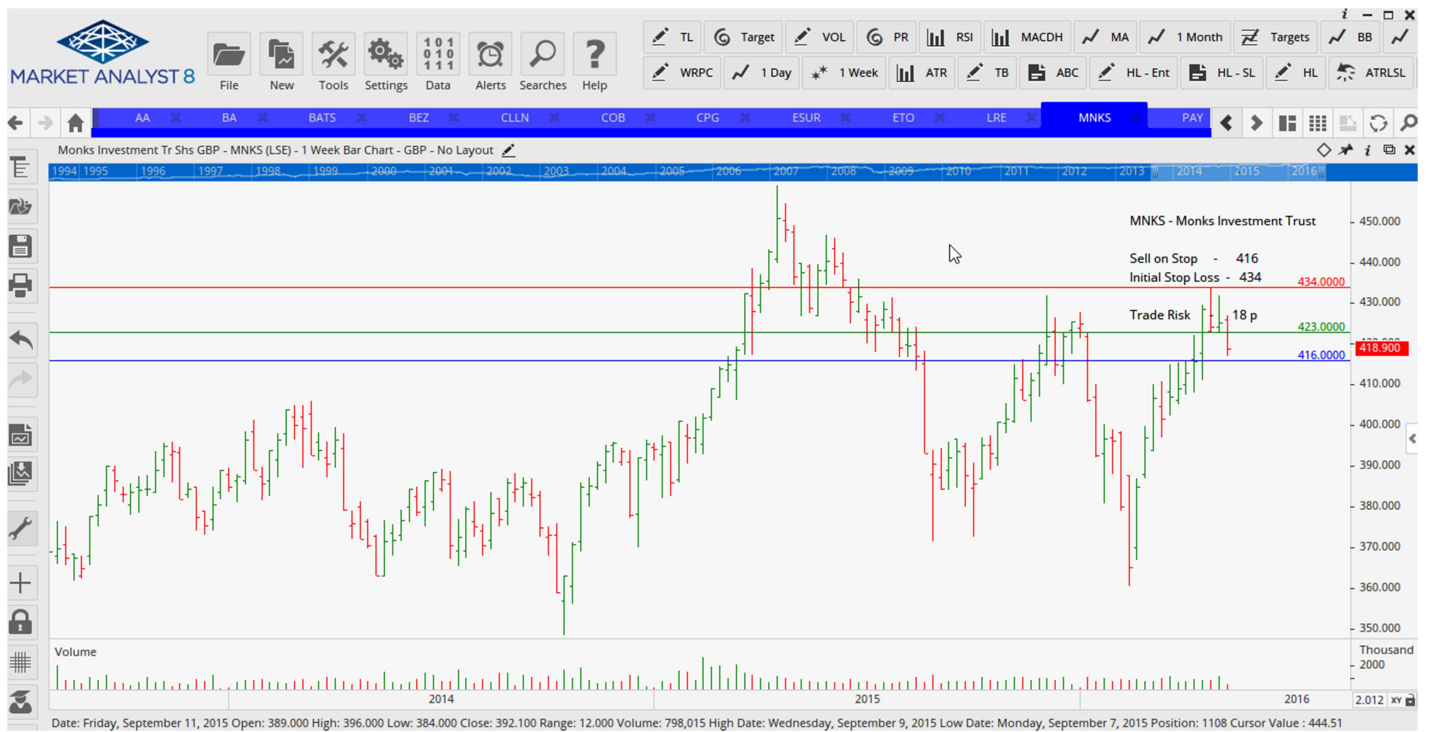 i
TL Target VOL PR RSI MACDH MA 1 Month Targets BB
MARKET ANALYST 8
File New Tools Settings Data Alerts Searches Help
101
010
111
?
WRPC 1 Day 1 Week ATR TB ABC HL - Ent HL - SL HL ATRLSL
AA BA BATS BEZ CLLN COB CPG ESUR ETO LRE MNKS PAY
Monks Investment Tr Shs GBP - MNKS (LSE) - 1 Week Bar Chart - GBP - No Layout
i
1994 1995 1996 1997 1998 1999 2000 2001 2002 2003 2004 2005 2006 2007 2008 2009 2010 2011 2012 2013 2014 2015 2016
MNKS - Monks Investment Trust
Sell on Stop - 416
Initial Stop Loss - 434
Trade Risk - 18 p
434.0000
423.0000
416.0000
450.000
440.000
430.000
418.900
410.000
400.000
390.000
380.000
370.000
360.000
350.000
Volume
Thousand
2000
2014 2015 2016
2.012 XY
Date: Friday, September 11, 2015 Open: 389.000 High: 396.000 Low: 384.000 Close: 392.100 Range: 12.000 Volume: 798,015 High Date: Wednesday, September 9, 2015 Low Date: Monday, September 7, 2015 Position: 1108 Cursor Value : 444.51